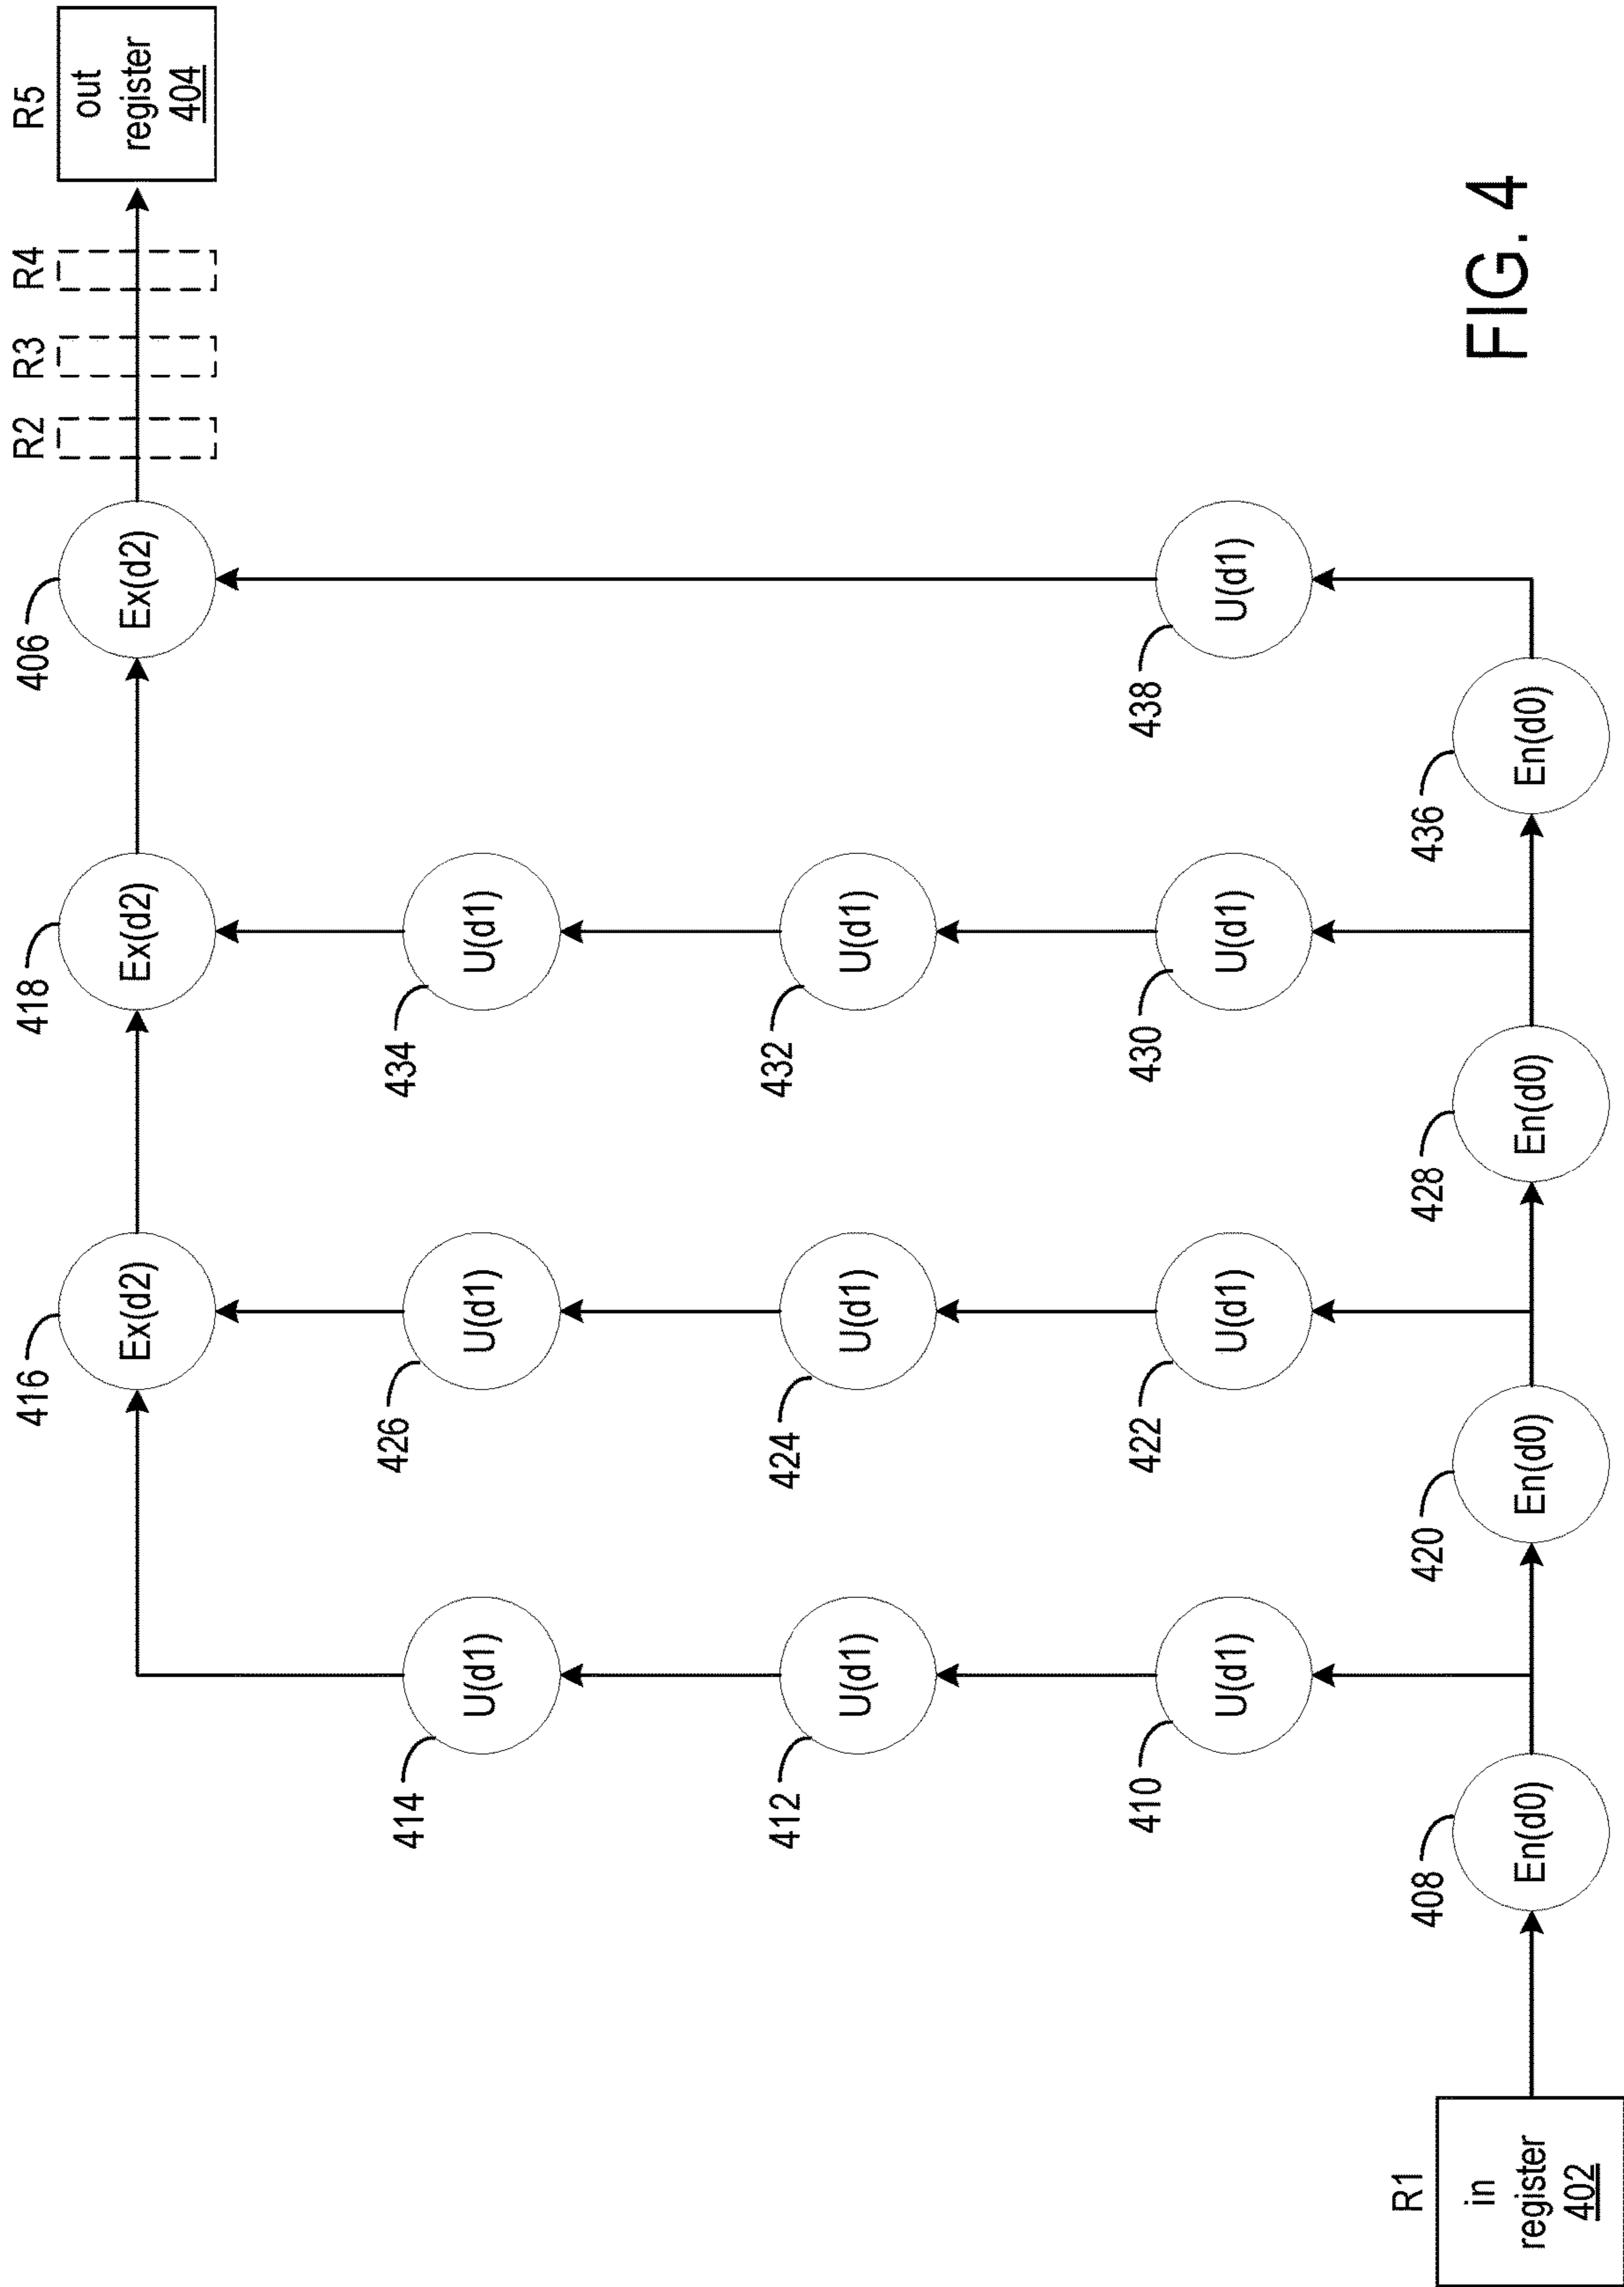 R5
out
register
404
R4
R3
R2
406
Ex(d2)
418
Ex(d2)
416
Ex(d2)
438
U(d1)
434
U(d1)
432
U(d1)
430
U(d1)
426
U(d1)
424
U(d1)
422
U(d1)
414
U(d1)
412
U(d1)
410
U(d1)
436
En(d0)
428
En(d0)
420
En(d0)
408
En(d0)
R1
in
register
402
FIG. 4